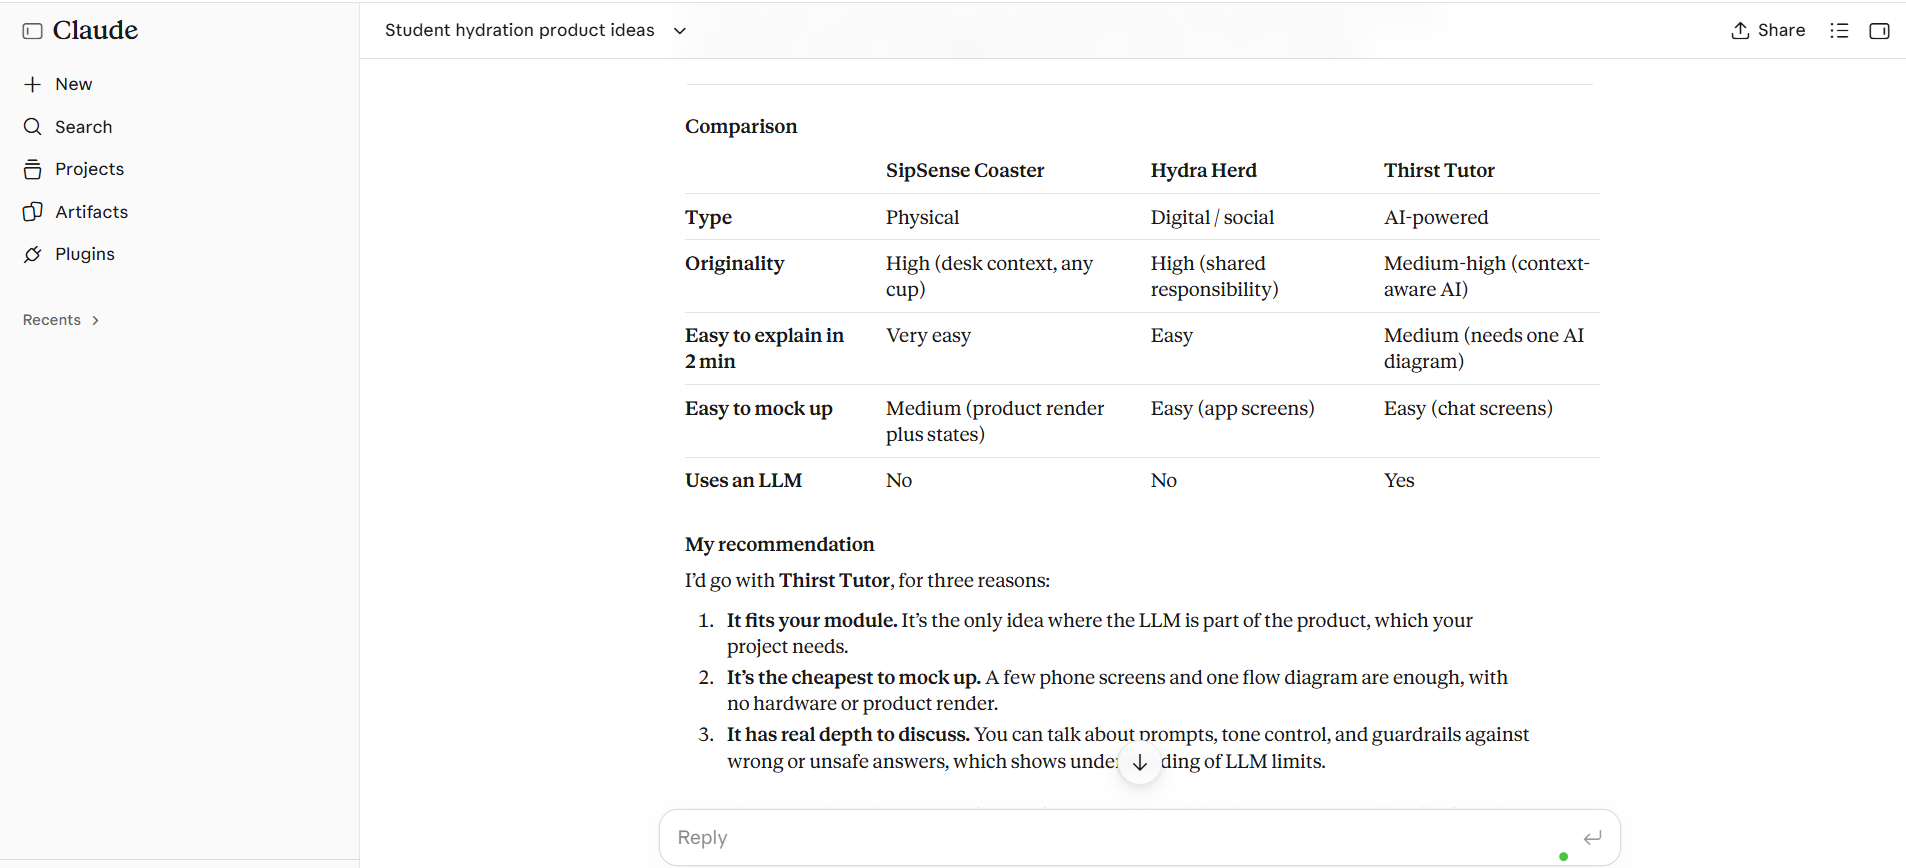 Claude
Student hydration product ideas
Share
New
Search
Projects
Artifacts
Plugins
Recents
Comparison
SipSense Coaster Hydra Herd Thirst Tutor
Type Physical Digital / social AI-powered
Originality High (desk context, any High (shared Medium-high (context-
cup) responsibility) aware AI)
Easy to explain in Very easy Easy Medium (needs one AI
2 min diagram)
Easy to mock up Medium (product render Easy (app screens) Easy (chat screens)
plus states)
Uses an LLM No No Yes
My recommendation
I’d go with Thirst Tutor, for three reasons:
1. It fits your module. It’s the only idea where the LLM is part of the product, which your
project needs.
2. It’s the cheapest to mock up. A few phone screens and one flow diagram are enough, with
no hardware or product render.
3. It has real depth to discuss. You can talk about prompts, tone control, and guardrails against
wrong or unsafe answers, which shows of LLM limits.
Reply